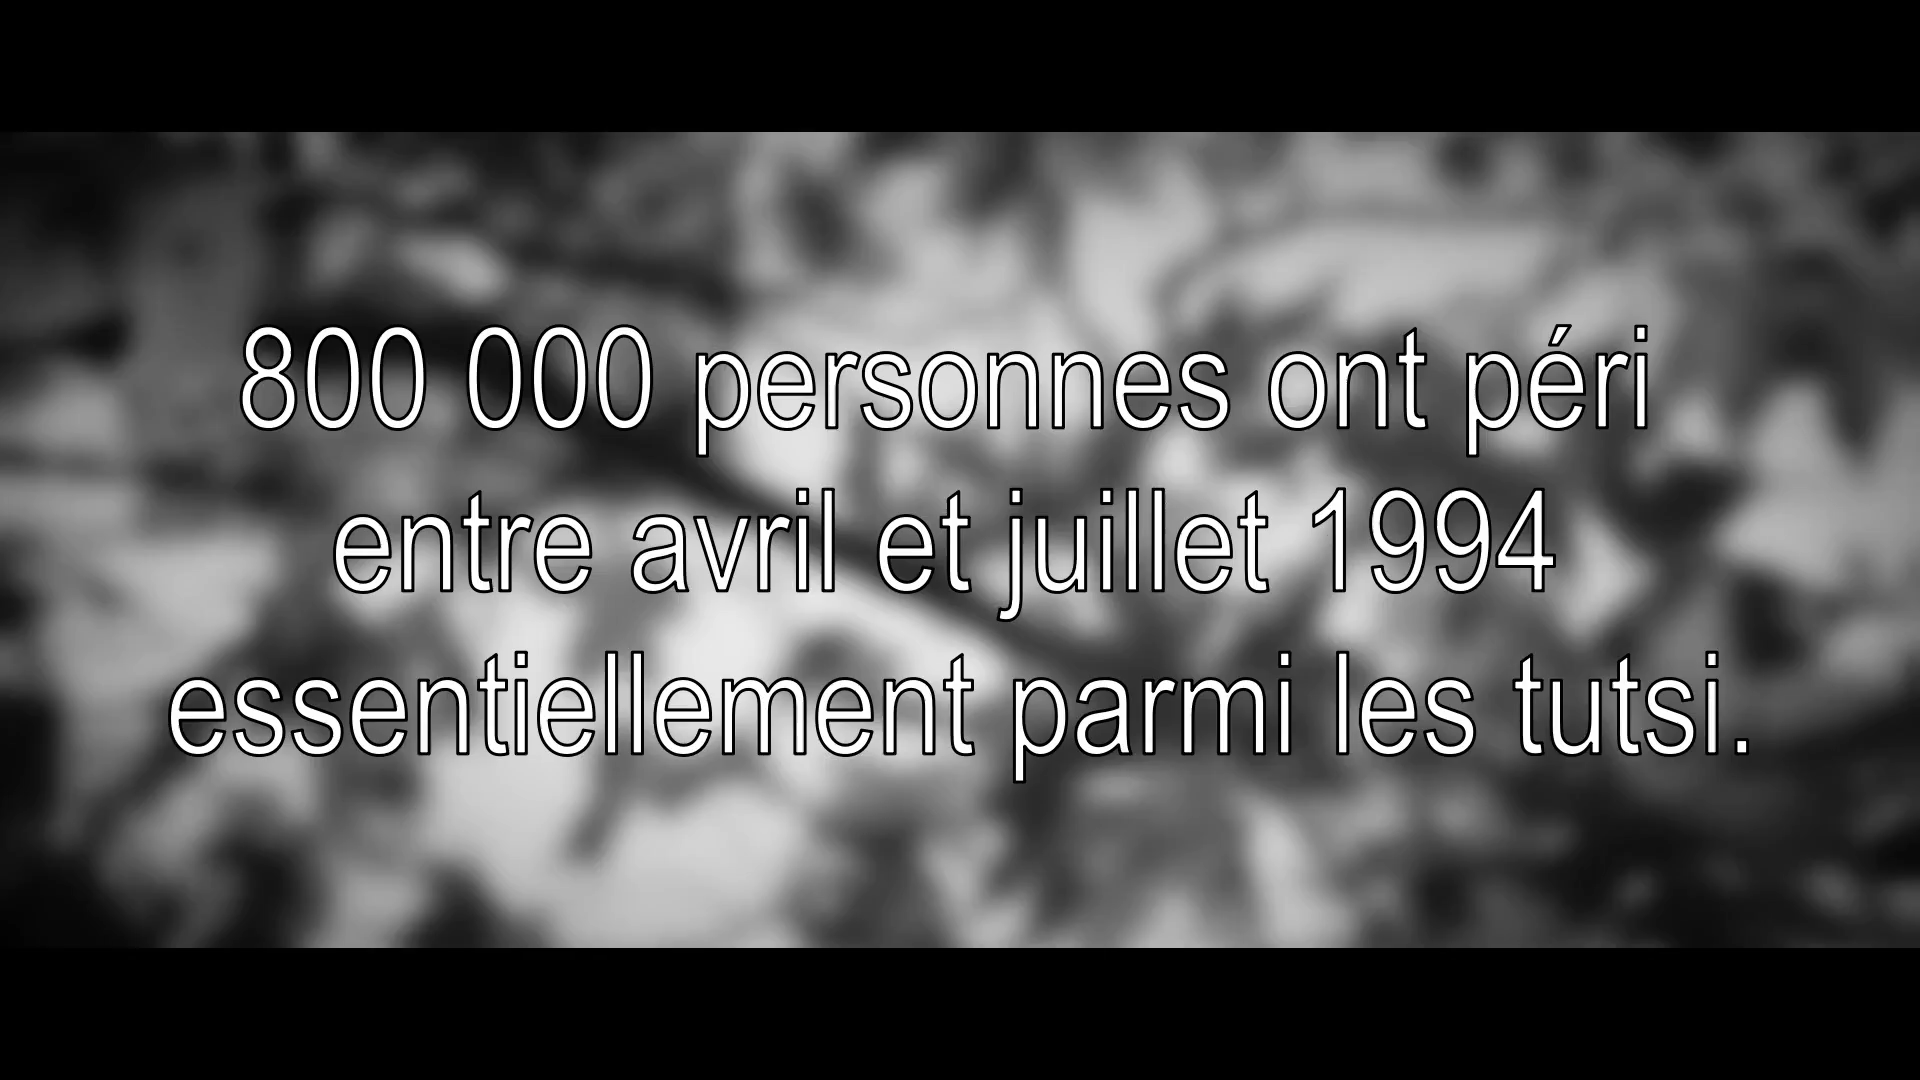 800 000 personnes ont péri
entre avril et juillet 1994
essentiellement parmi les tutsi.